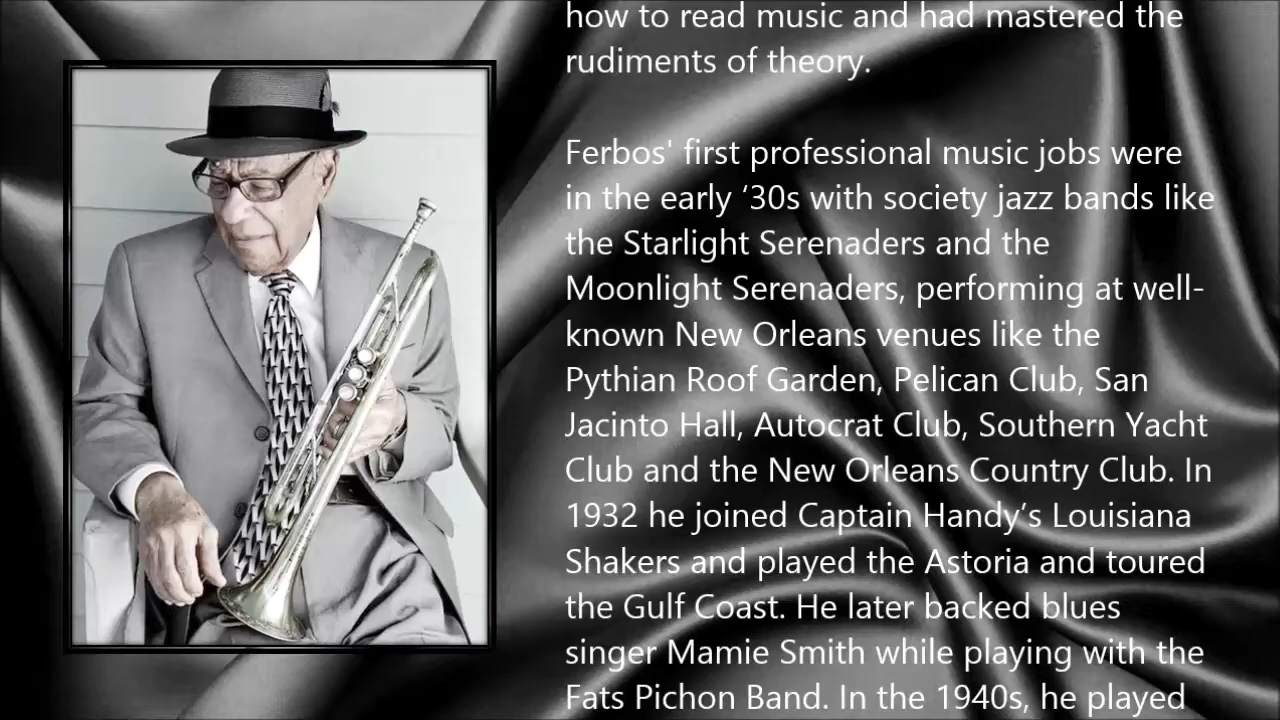 how to read music and had mastered the
rudiments of theory.
Ferbos' first professional music jobs were
in the early ‘30s with society jazz bands like
the Starlight Serenaders and the
Moonlight Serenaders, performing at well-
known New Orleans venues like the
Pythian Roof Garden, Pelican Club, San
Jacinto Hall, Autocrat Club, Southern Yacht
Club and the New Orleans Country Club. In
1932 he joined Captain Handy’s Louisiana
Shakers and played the Astoria and toured
the Gulf Coast. He later backed blues
singer Mamie Smith while playing with the
Fats Pichon Band. In the 1940s, he played